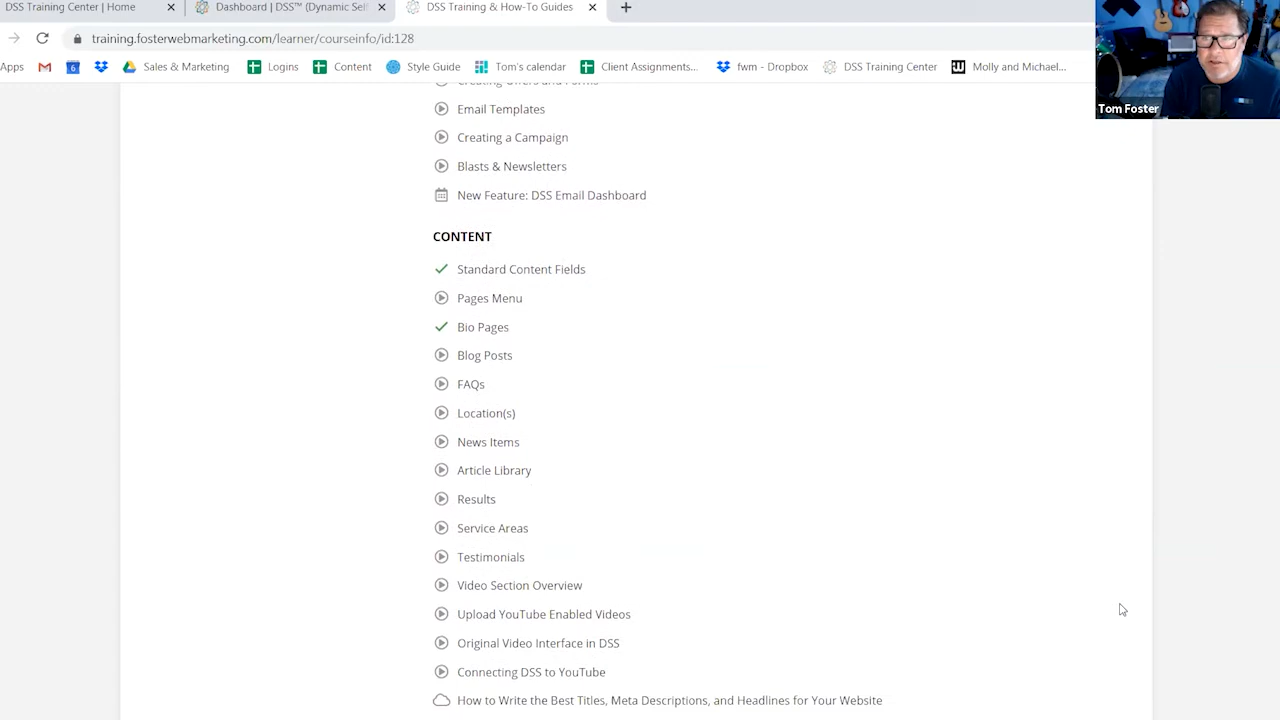 DSS Training Center | Home
Dashboard | DSS™ (Dynamic Self
DSS Training & How-To Guides
training.fosterwebmarketing.com/learner/courseinfo/id:128
Apps Sales & Marketing Logins Content Style Guide Tom's calendar Client Assignments... fwm - Dropbox DSS Training Center Molly and Michael...
Tom Foster
Creating Offers and Forms
Email Templates
Creating a Campaign
Blasts & Newsletters
New Feature: DSS Email Dashboard
CONTENT
Standard Content Fields
Pages Menu
Bio Pages
Blog Posts
FAQs
Location(s)
News Items
Article Library
Results
Service Areas
Testimonials
Video Section Overview
Upload YouTube Enabled Videos
Original Video Interface in DSS
Connecting DSS to YouTube
How to Write the Best Titles, Meta Descriptions, and Headlines for Your Website